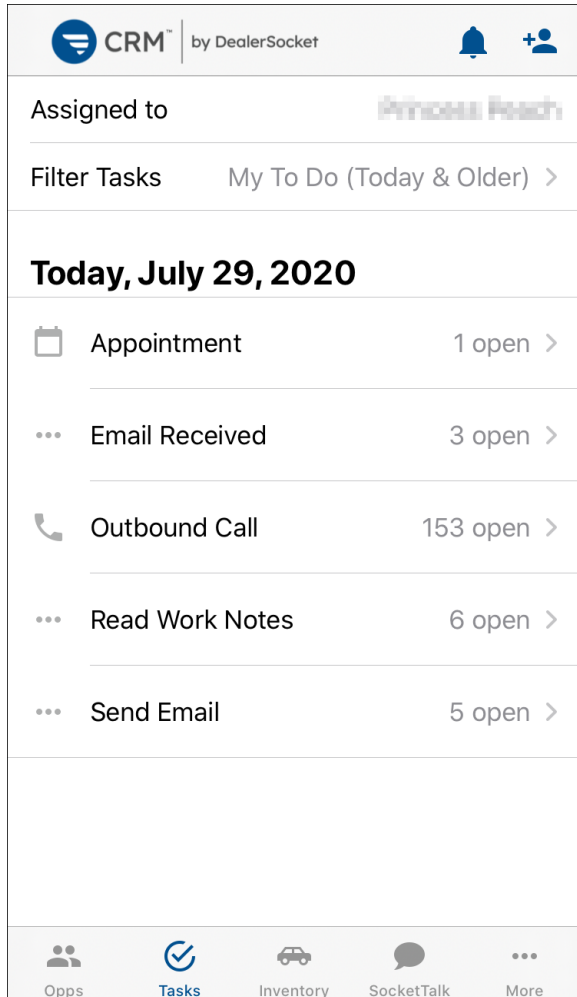 CRM™ by DealerSocket
Assigned to
Filter Tasks My To Do (Today & Older)
Today, July 29, 2020
Appointment 1 open
Email Received 3 open
Outbound Call 153 open
Read Work Notes 6 open
Send Email 5 open
Opps Tasks Inventory SocketTalk More